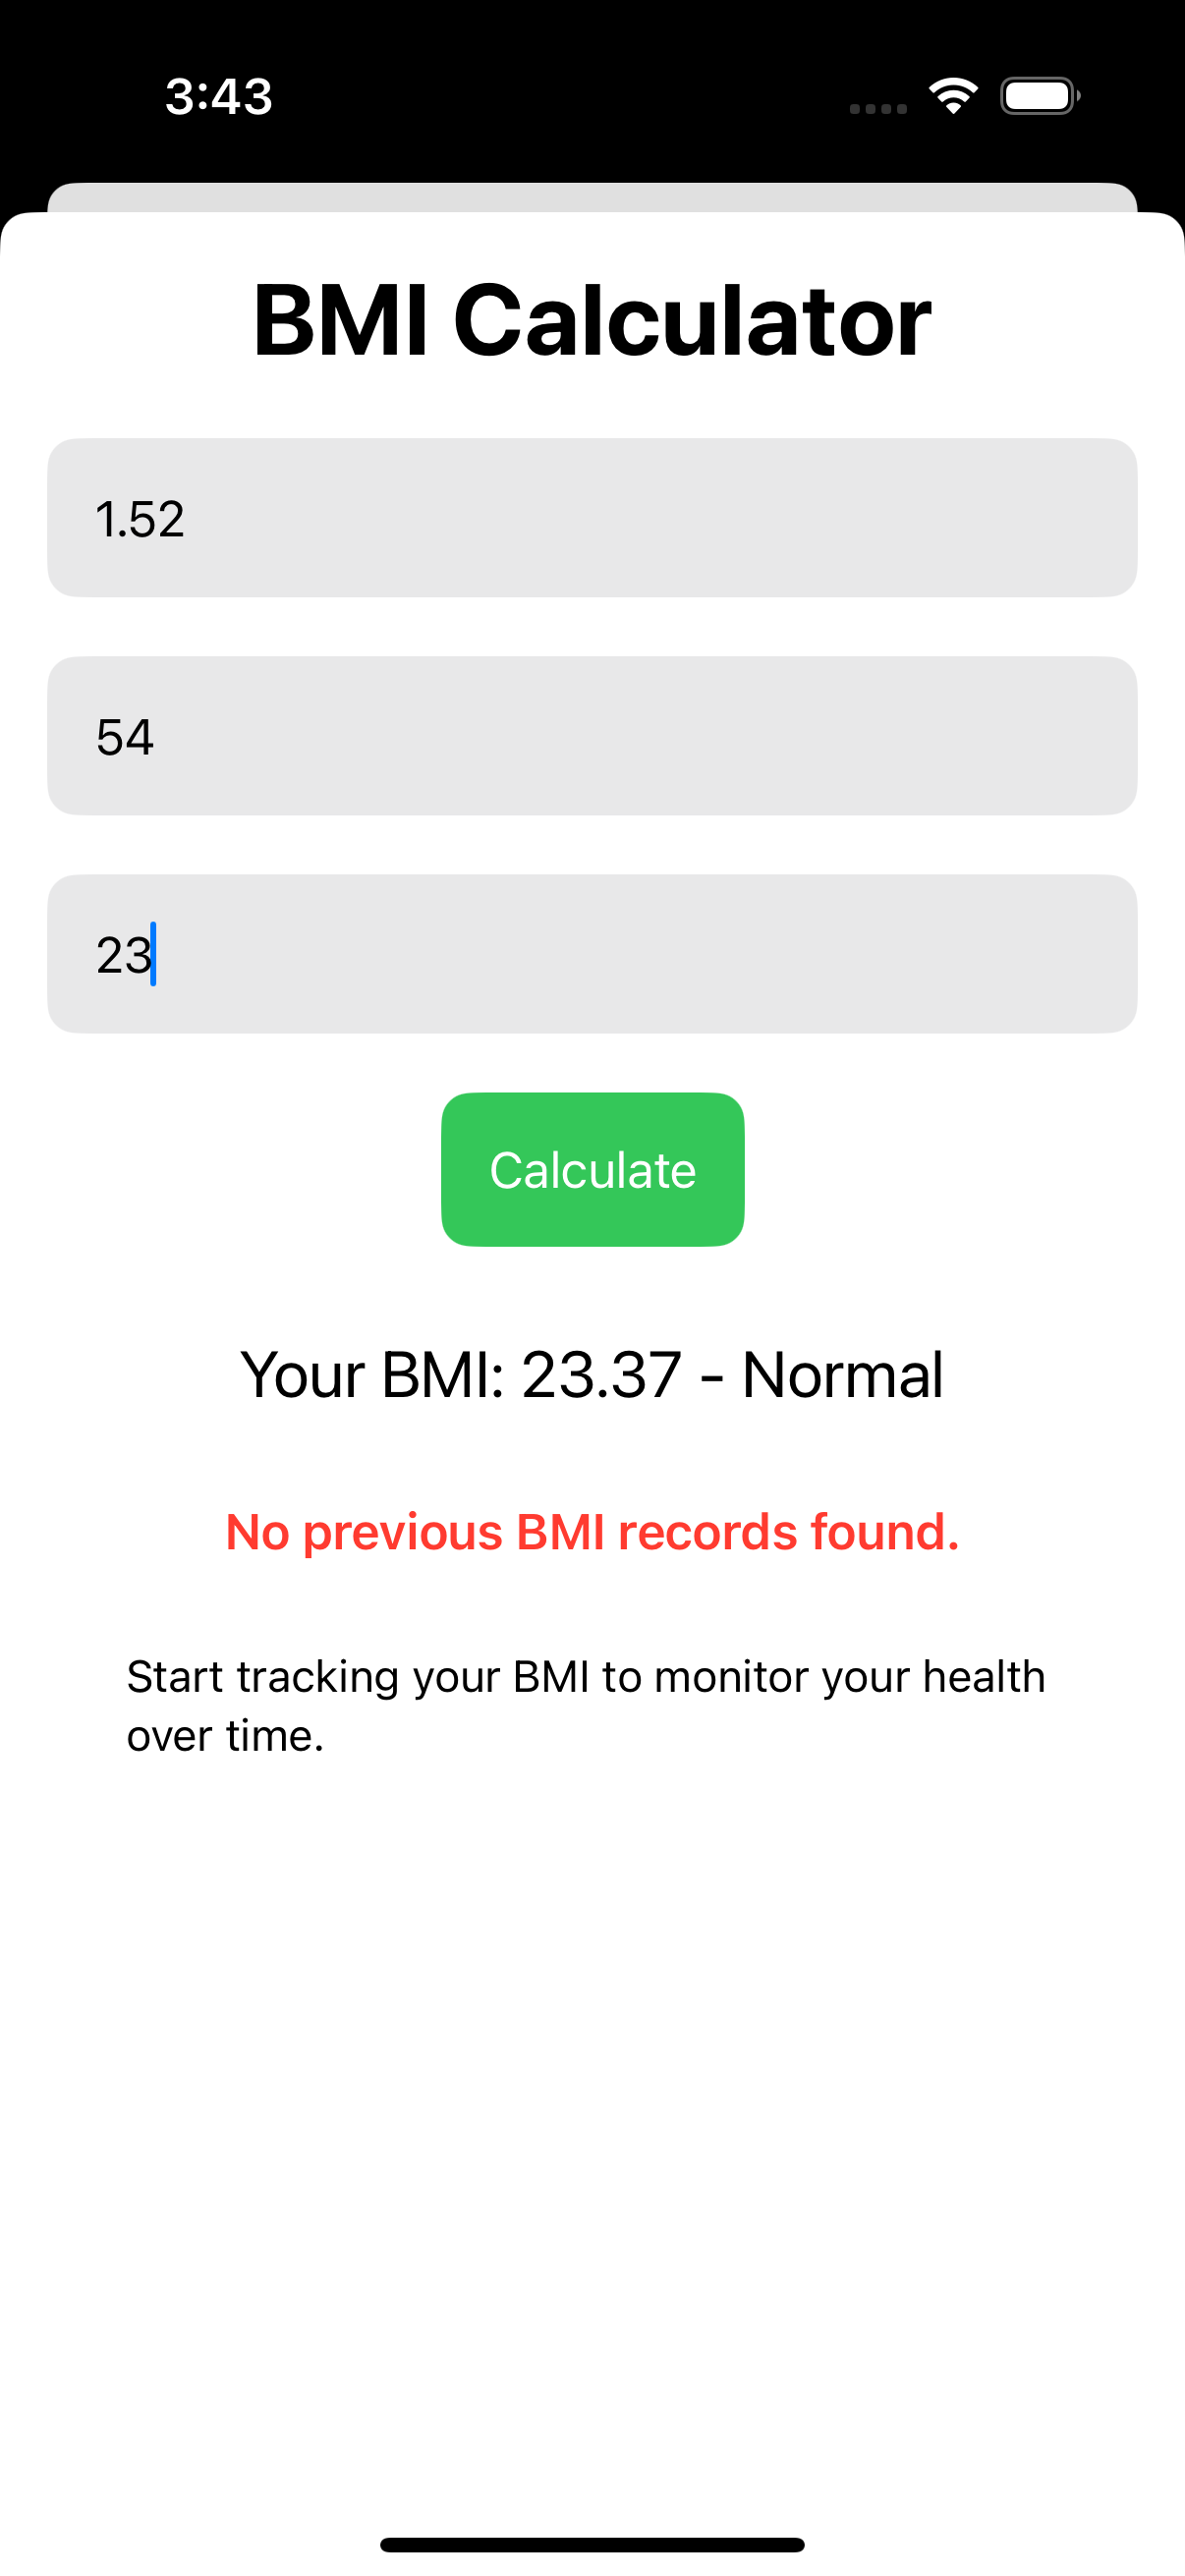 3:43
BMI Calculator
1.52
54
23
Calculate
Your BMI: 23.37 - Normal
No previous BMI records found.
Start tracking your BMI to monitor your health
over time.